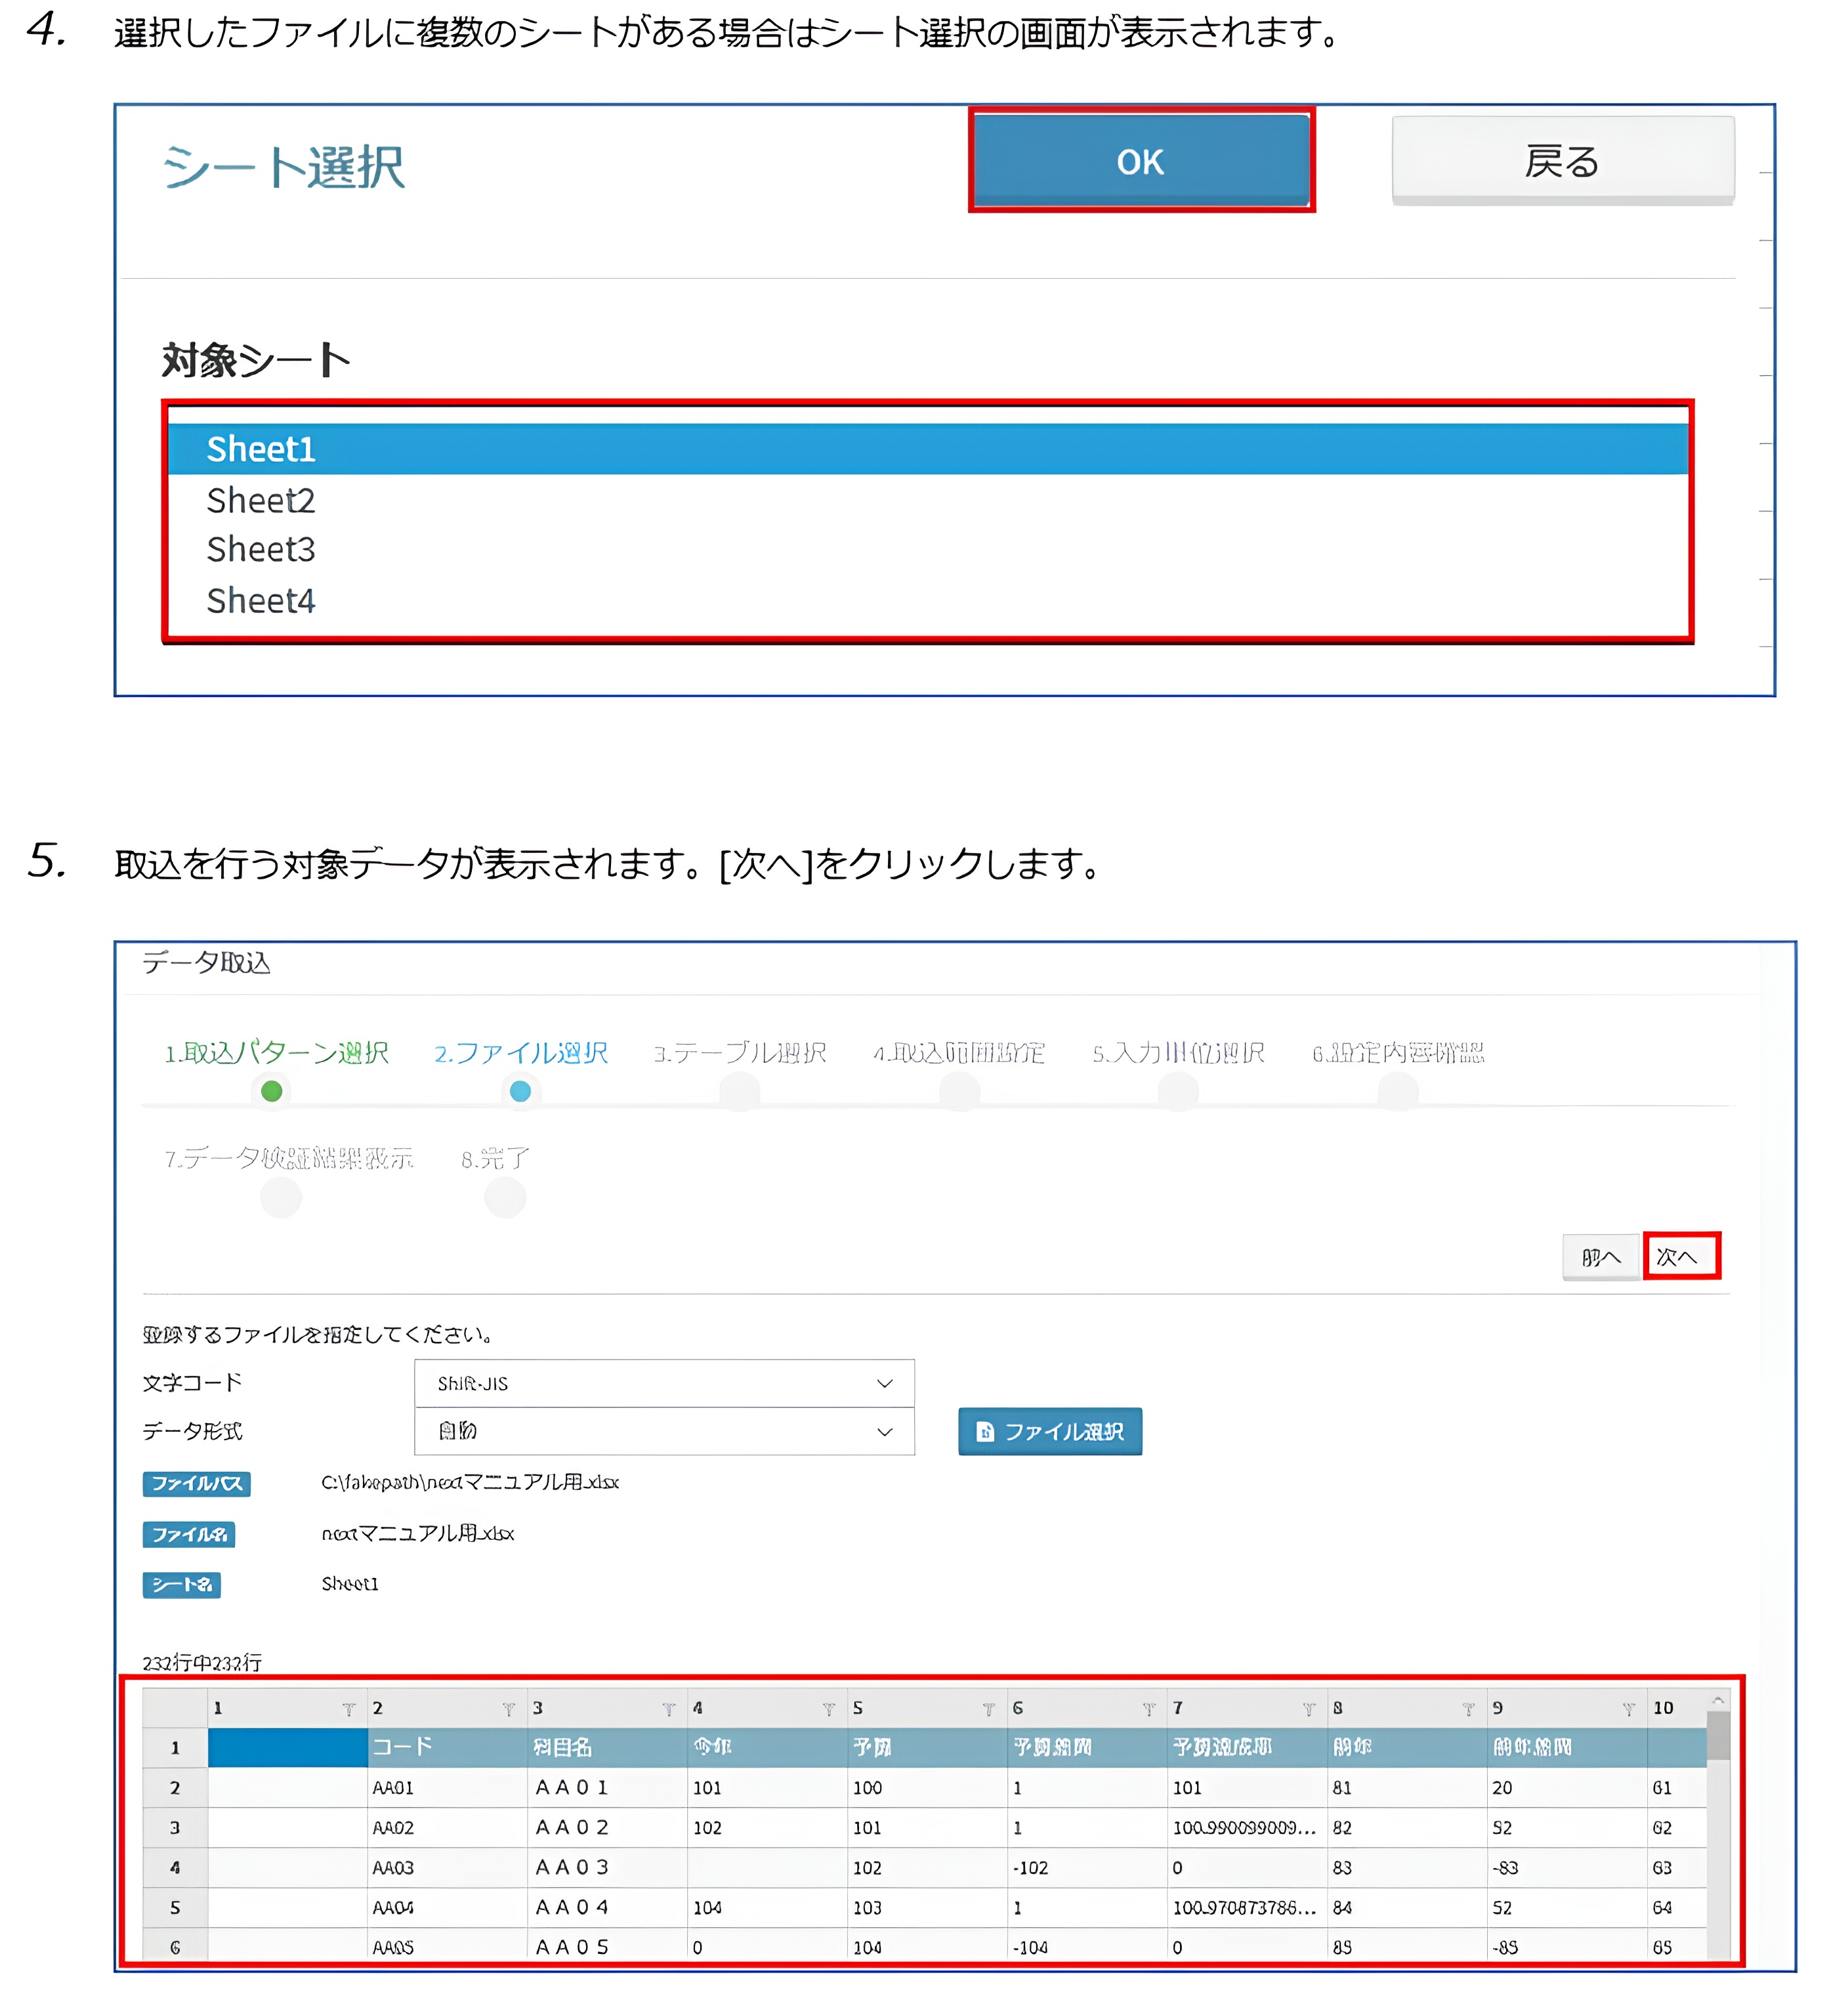 4. 選択したファイルに複数のシートがある場合はシート選択の画面が表示されます。
シート選択 OK 戻る
対象シート
Sheet1
Sheet2
Sheet3
Sheet4
5. 取込を行う対象データが表示されます。[次へ]をクリックします。
データ取込
1.取込パターン選択 2.ファイル選択 3.テーブル選択 4.取込範囲設定 5.入力単位選択 6.設定内容確認
7.データ検証結果表示 8.完了
前へ 次へ
登録するファイルを指定してください。
文字コード Shift-JIS
データ形式 自動 ファイル選択
ファイルパス C:\fakepath\nextマニュアル用.xlsx
ファイル名 nextマニュアル用.xlsx
シート名 Sheet1
232行中232行
1 2 3 4 5 6 7 8 9 10
1 コード 科目名 今年 予算 予算差額 予算達成率 前年
2 AA01 AA01 101 100 1 101 81 20 61
3 AA02 AA02 102 101 1 100.990099009... 82 52 62
4 AA03 AA03 102 -102 0 83 -83 63
5 AA04 AA04 104 103 1 100.970873786... 84 52 64
6 AA05 AA05 0 104 -104 0 85 -85 65